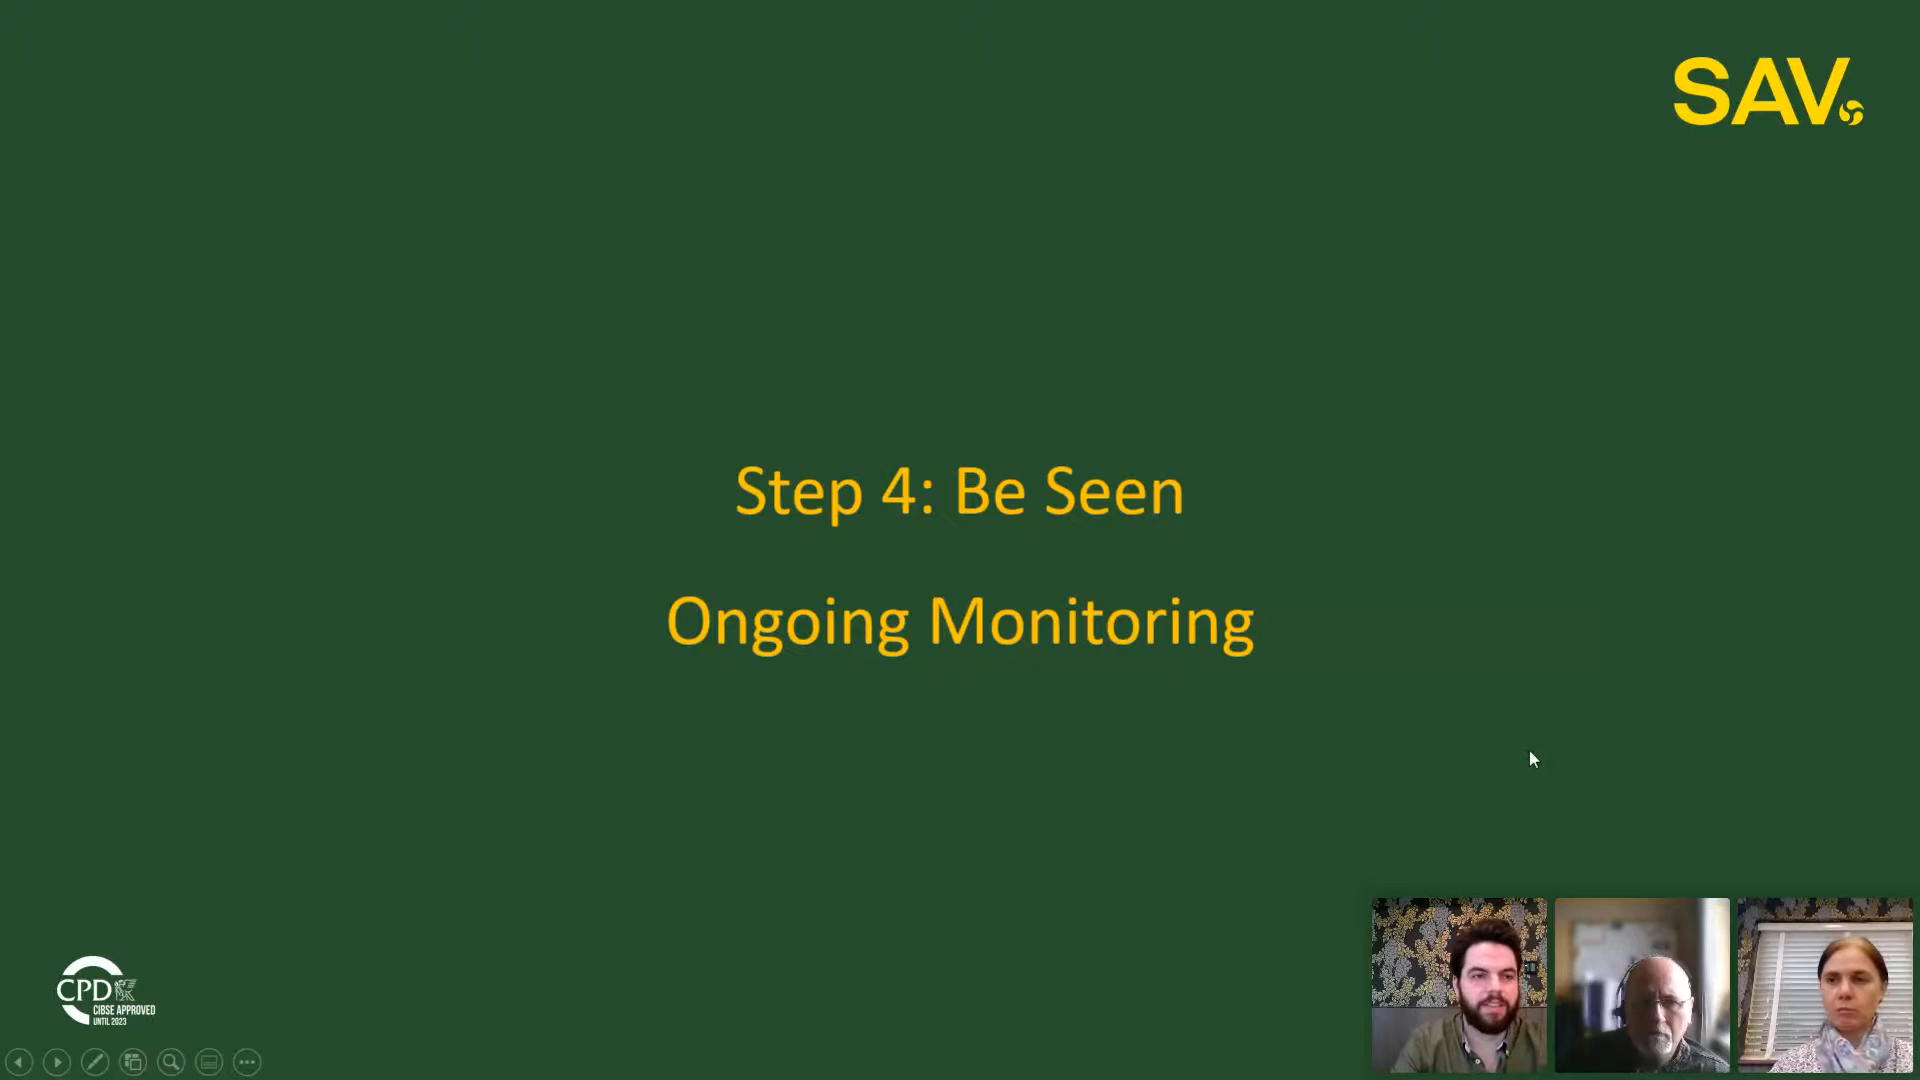 SAV
Step 4: Be Seen
Ongoing Monitoring
CPD
CIBSE APPROVED
UNTIL 2023